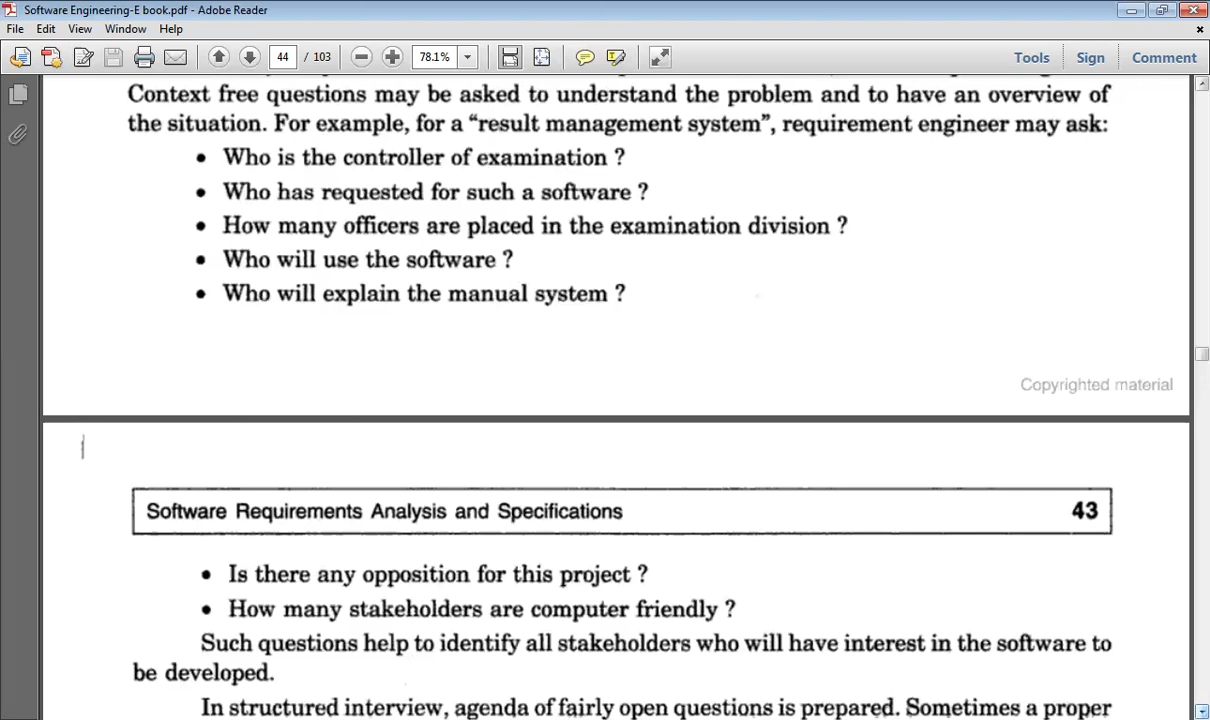 Software Engineering-E book.pdf - Adobe Reader
File Edit View Window Help
44 / 103 78.1% Tools Sign Comment
Context free questions may be asked to understand the problem and to have an overview of
the situation. For example, for a “result management system”, requirement engineer may ask:
• Who is the controller of examination ?
• Who has requested for such a software ?
• How many officers are placed in the examination division ?
• Who will use the software ?
• Who will explain the manual system ?
Copyrighted material
Software Requirements Analysis and Specifications 43
• Is there any opposition for this project ?
• How many stakeholders are computer friendly ?
Such questions help to identify all stakeholders who will have interest in the software to
be developed.
In structured interview, agenda of fairly open questions is prepared. Sometimes a proper